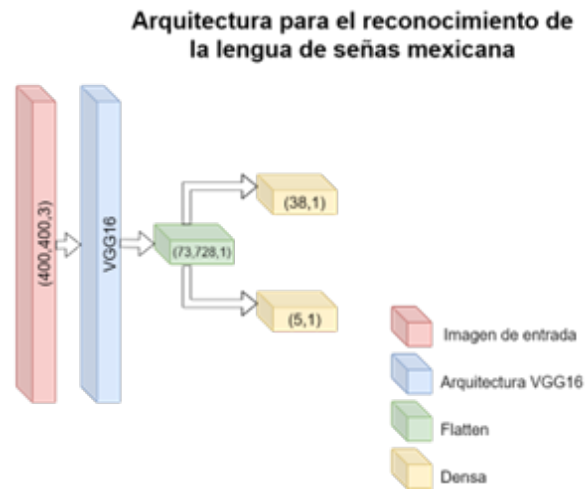 Arquitectura para el reconocimiento de
la lengua de señas mexicana
(400,400,3)
VGG16
(73,728,1)
(38,1)
(5,1)
Imagen de entrada
Arquitectura VGG16
Flatten
Densa